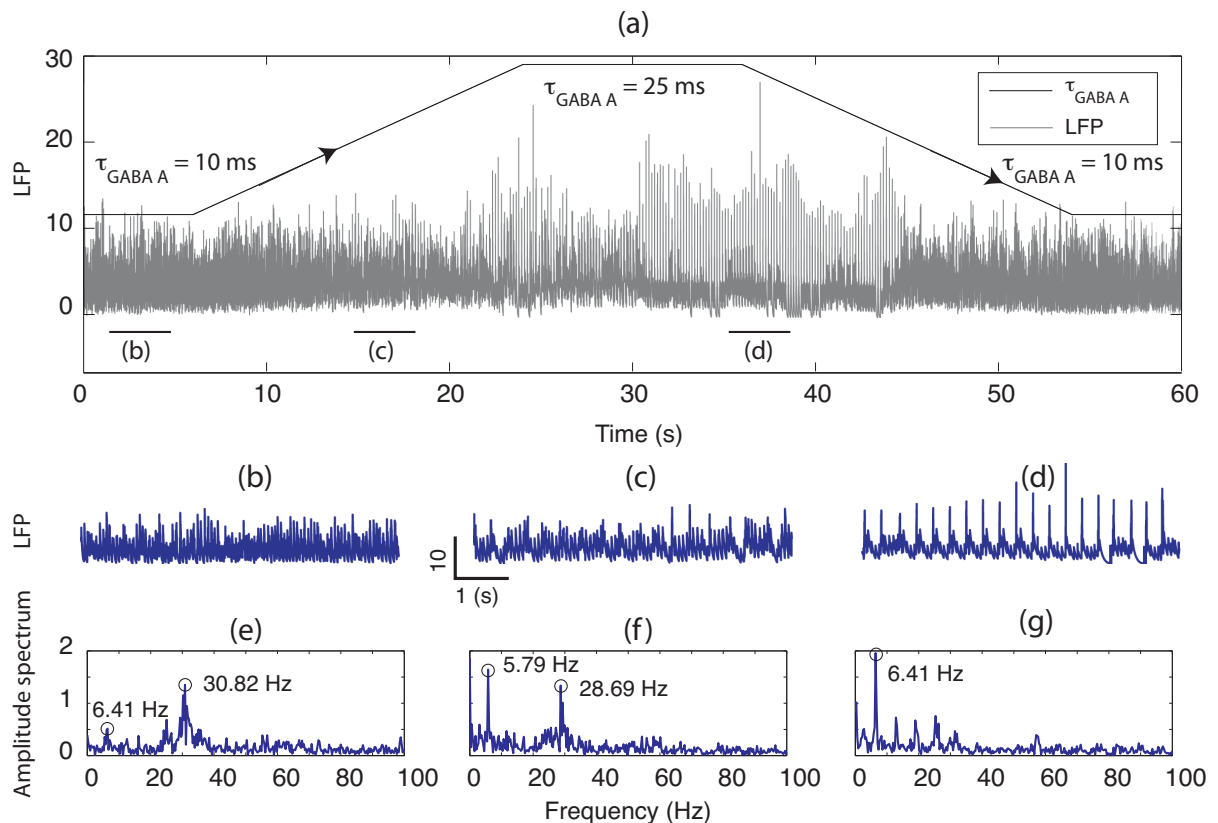 (a)
30
20
10
0
LFP
τGABA A = 10 ms
τGABA A = 25 ms
τGABA A = 10 ms
τGABA A
LFP
(b)
(c)
(d)
0 10 20 30 40 50 60
Time (s)
(b)
(c)
(d)
LFP
10
1 (s)
(e)
(f)
(g)
Amplitude spectrum
2
1
0
6.41 Hz
30.82 Hz
5.79 Hz
28.69 Hz
6.41 Hz
0 20 40 60 80 100
0 20 40 60 80 100
0 20 40 60 80 100
Frequency (Hz)